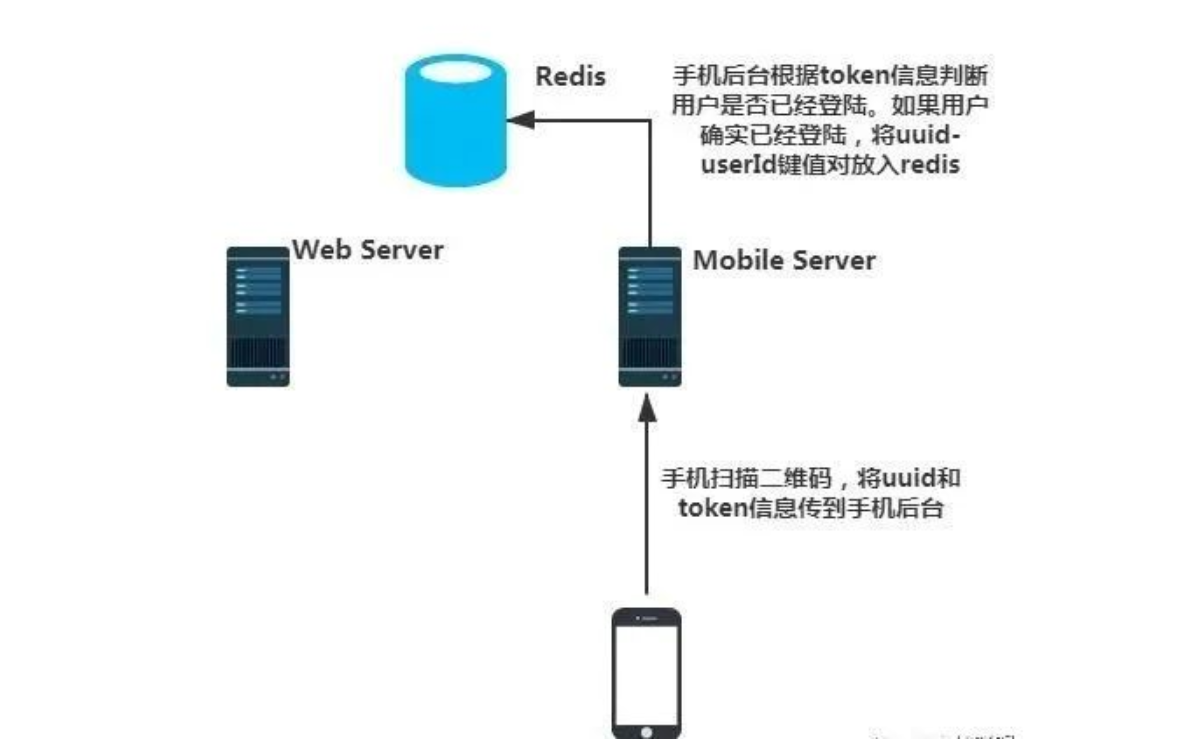 Redis
手机后台根据token信息判断
用户是否已经登陆。如果用户
确实已经登陆，将uuid-
userId键值对放入redis
Web Server
Mobile Server
手机扫描二维码，将uuid和
token信息传到手机后台